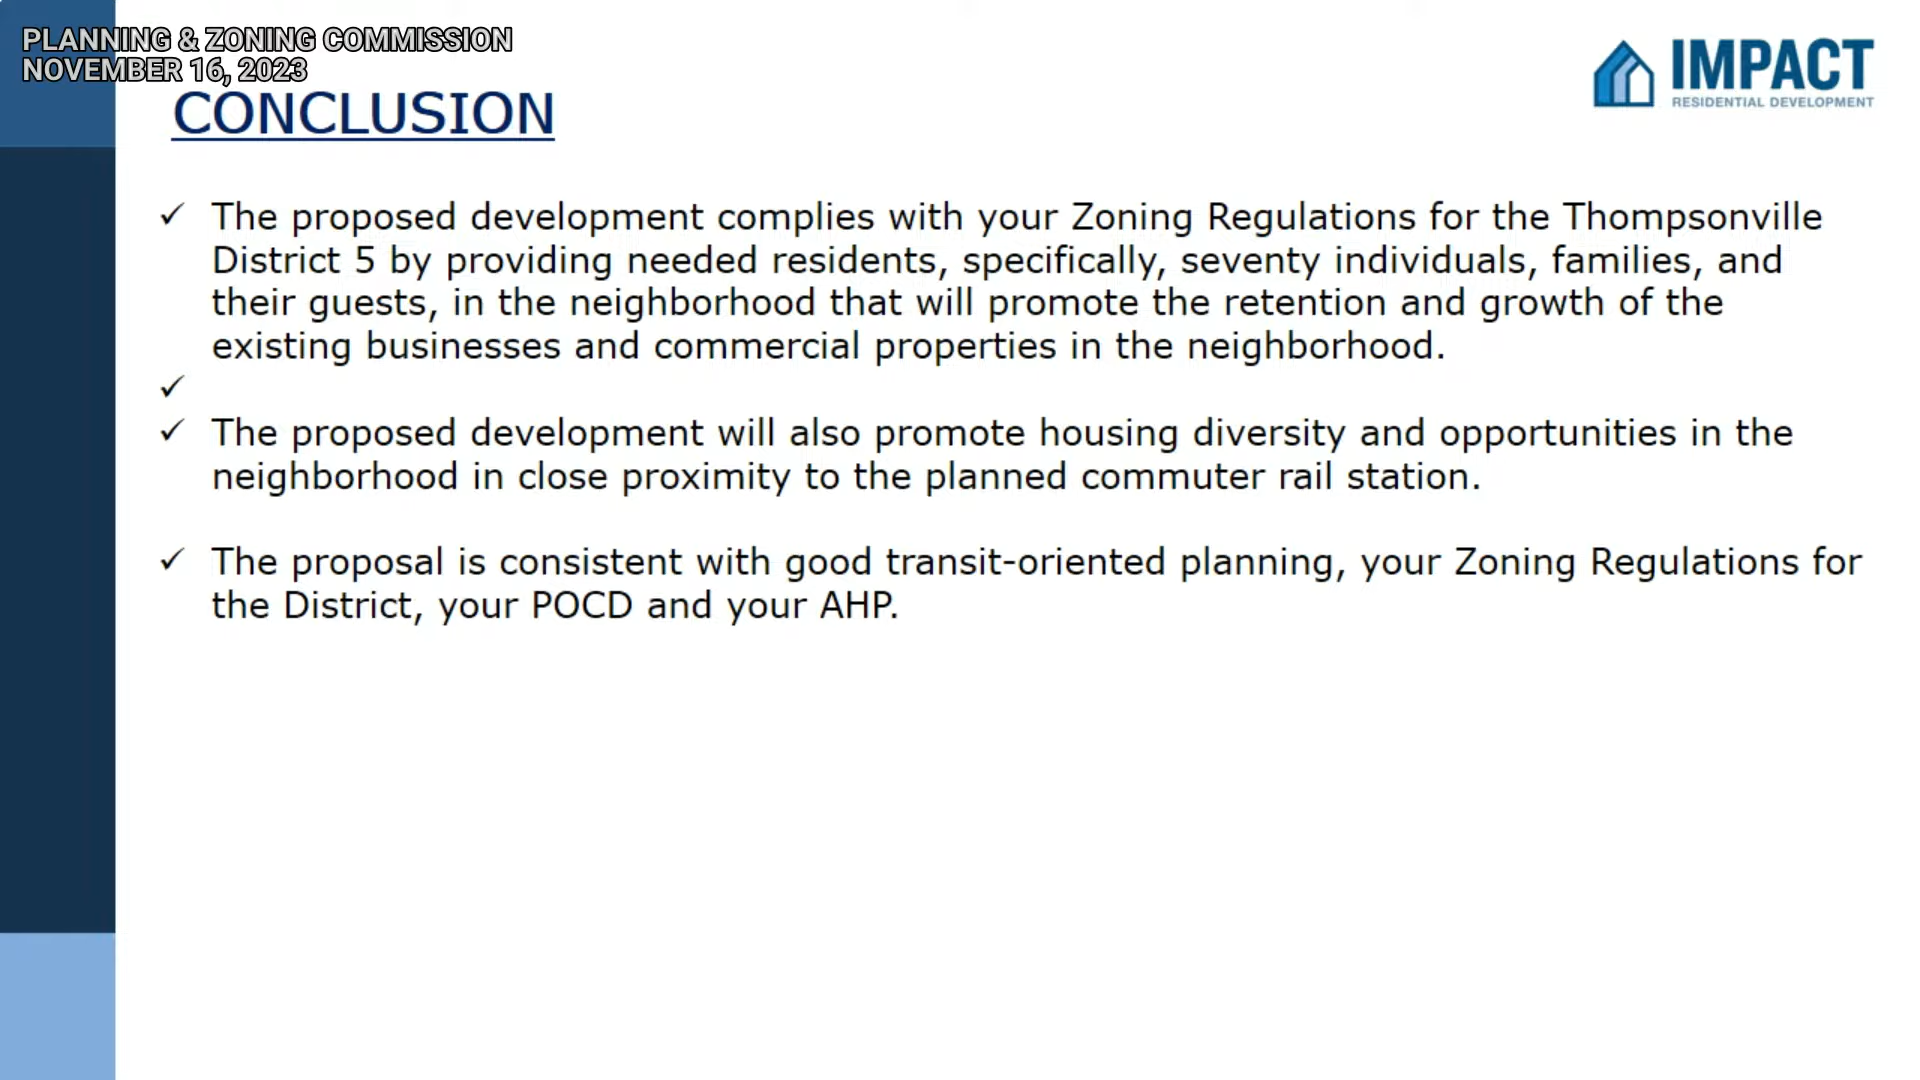 PLANNING & ZONING COMMISSION
NOVEMBER 16, 2023
IMPACT
RESIDENTIAL DEVELOPMENT
CONCLUSION
✓ The proposed development complies with your Zoning Regulations for the Thompsonville
District 5 by providing needed residents, specifically, seventy individuals, families, and
their guests, in the neighborhood that will promote the retention and growth of the
existing businesses and commercial properties in the neighborhood.
✓
✓ The proposed development will also promote housing diversity and opportunities in the
neighborhood in close proximity to the planned commuter rail station.
✓ The proposal is consistent with good transit-oriented planning, your Zoning Regulations for
the District, your POCD and your AHP.